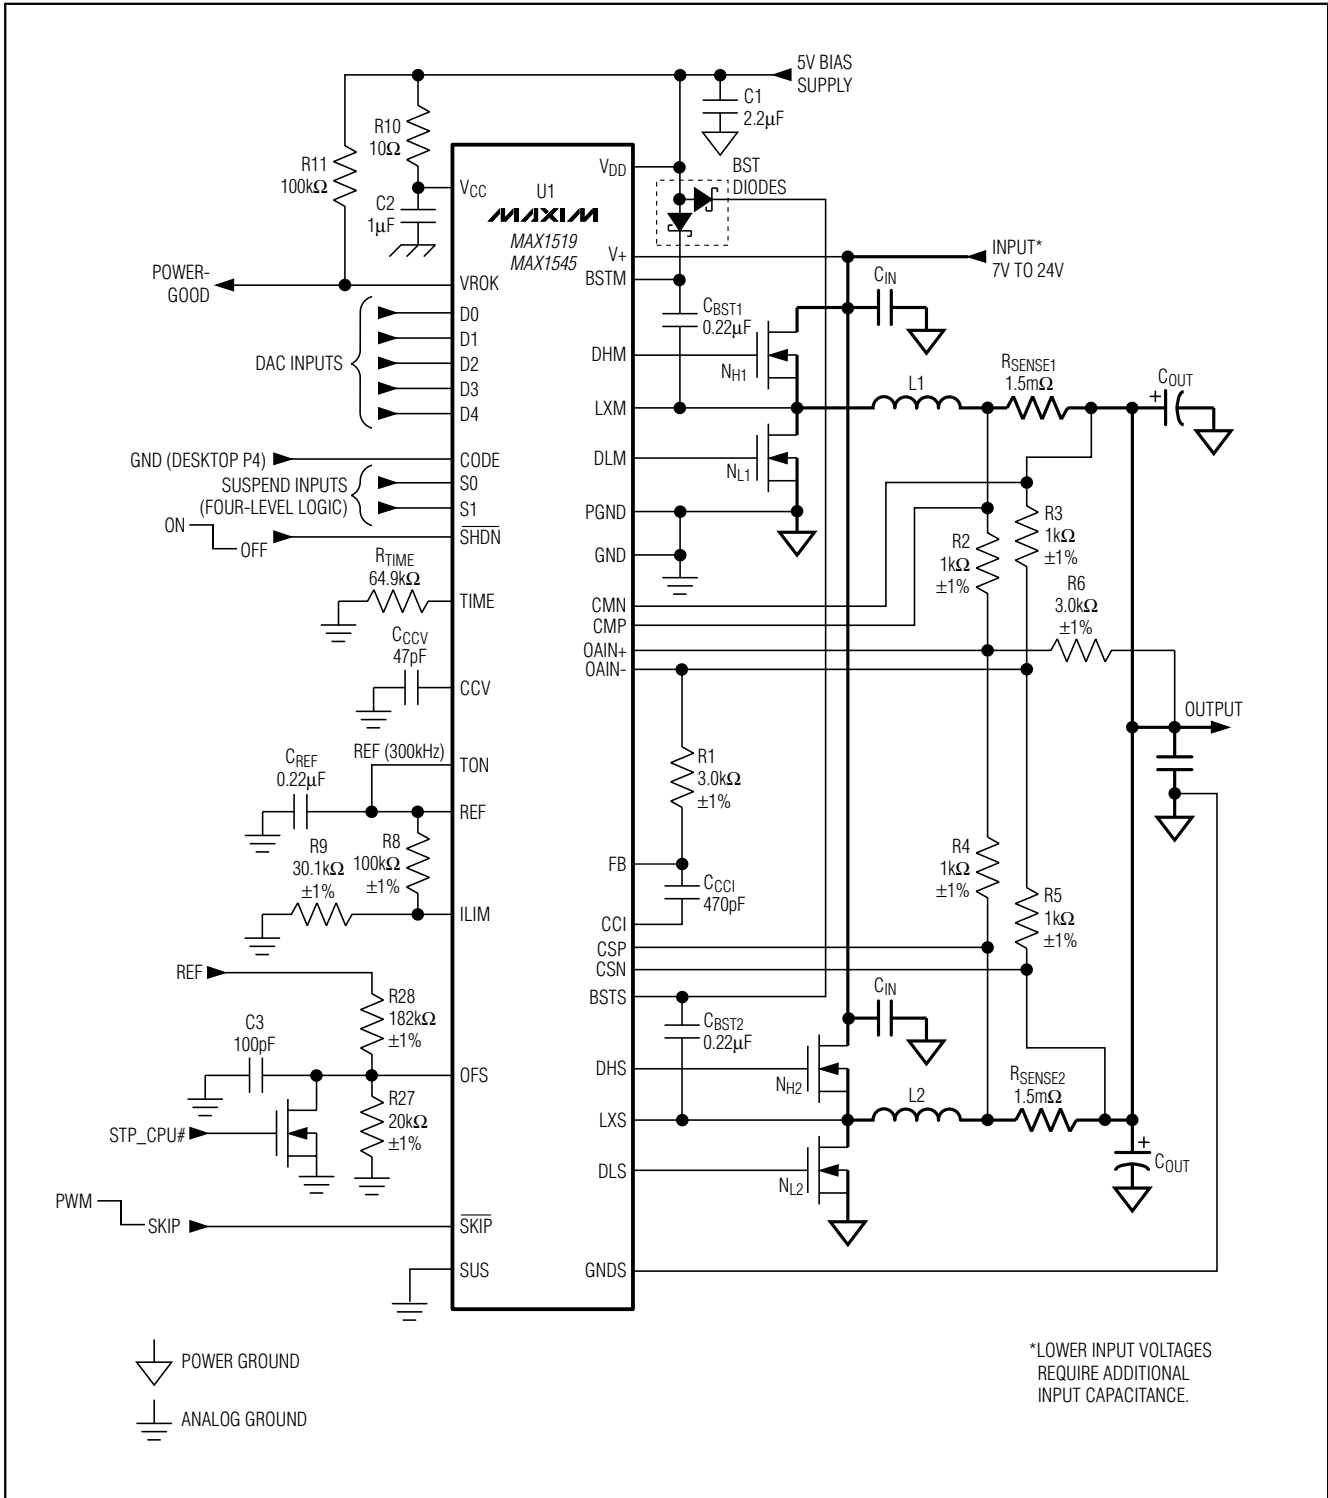 5V BIAS
SUPPLY
C1
2.2µF
R10
10Ω
R11
100kΩ
C2
1µF
VCC
U1
MAXIM
MAX1519
MAX1545
VDD
BST
DIODES
V+
INPUT*
7V TO 24V
BSTM
CIN
POWER-
GOOD
VROK
CBST1
0.22µF
DAC INPUTS
D0
D1
D2
D3
D4
DHM
NH1
LXM
L1
RSENSE1
1.5mΩ
COUT
+
GND (DESKTOP P4)
CODE
DLM
NL1
SUSPEND INPUTS
(FOUR-LEVEL LOGIC)
S0
S1
PGND
ON
OFF
SHDN
GND
R2
1kΩ
±1%
R3
1kΩ
±1%
R6
3.0kΩ
±1%
RTIME
64.9kΩ
TIME
CMN
CMP
OAIN+
OAIN-
CCCV
47pF
CCV
OUTPUT
REF (300kHz)
TON
CREF
0.22µF
REF
R1
3.0kΩ
±1%
R9
30.1kΩ
±1%
R8
100kΩ
±1%
ILIM
FB
CCCI
470pF
CCI
R4
1kΩ
±1%
R5
1kΩ
±1%
CSP
CSN
REF
R28
182kΩ
±1%
BSTS
CBST2
0.22µF
CIN
C3
100pF
OFS
DHS
NH2
R27
20kΩ
±1%
STP_CPU#
LXS
L2
RSENSE2
1.5mΩ
DLS
NL2
+
COUT
PWM
SKIP
SKIP
SUS
GNDS
POWER GROUND
ANALOG GROUND
*LOWER INPUT VOLTAGES
REQUIRE ADDITIONAL
INPUT CAPACITANCE.